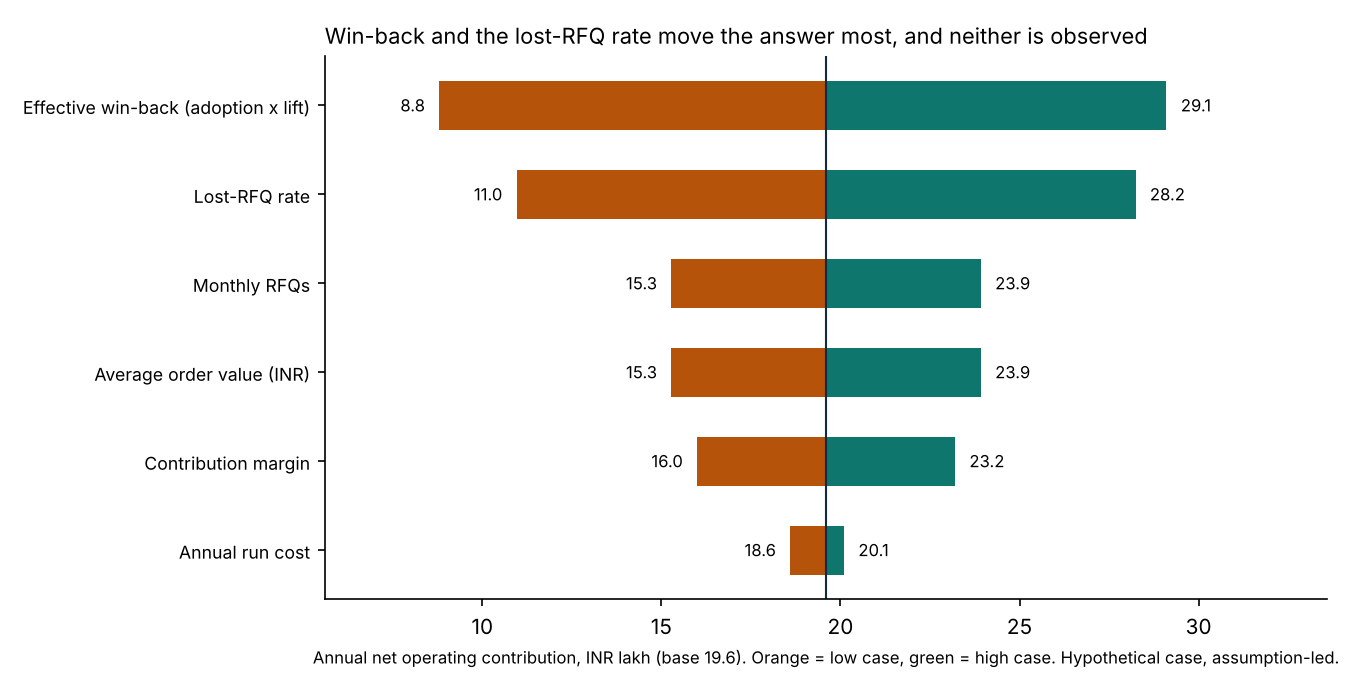 Win-back and the lost-RFQ rate move the answer most, and neither is observed
Effective win-back (adoption x lift)
8.8
29.1
Lost-RFQ rate
11.0
28.2
Monthly RFQs
15.3
23.9
Average order value (INR)
15.3
23.9
Contribution margin
16.0
23.2
Annual run cost
18.6
20.1
10
15
20
25
30
Annual net operating contribution, INR lakh (base 19.6). Orange = low case, green = high case. Hypothetical case, assumption-led.